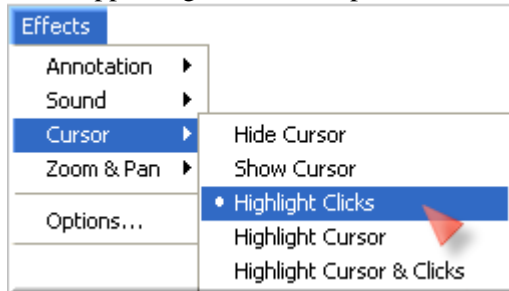 Effects
Annotation
Sound
Cursor
Zoom & Pan
Options...
Hide Cursor
Show Cursor
Highlight Clicks
Highlight Cursor
Highlight Cursor & Clicks